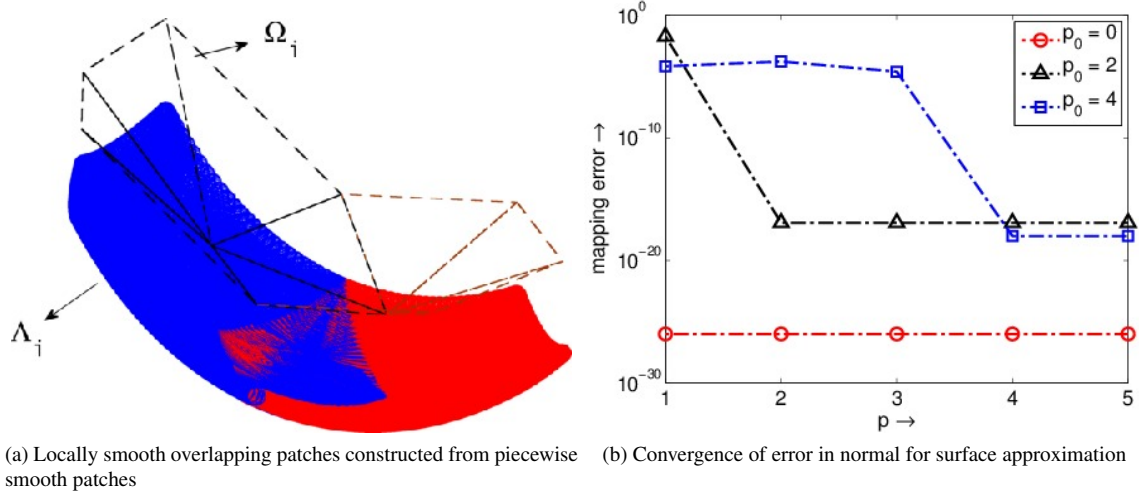 Ω_i
Λ_i
(a) Locally smooth overlapping patches constructed from piecewise
smooth patches
10^0
10^-10
10^-20
10^-30
mapping error →
1 2 3 4 5
p →
p_0 = 0
p_0 = 2
p_0 = 4
(b) Convergence of error in normal for surface approximation